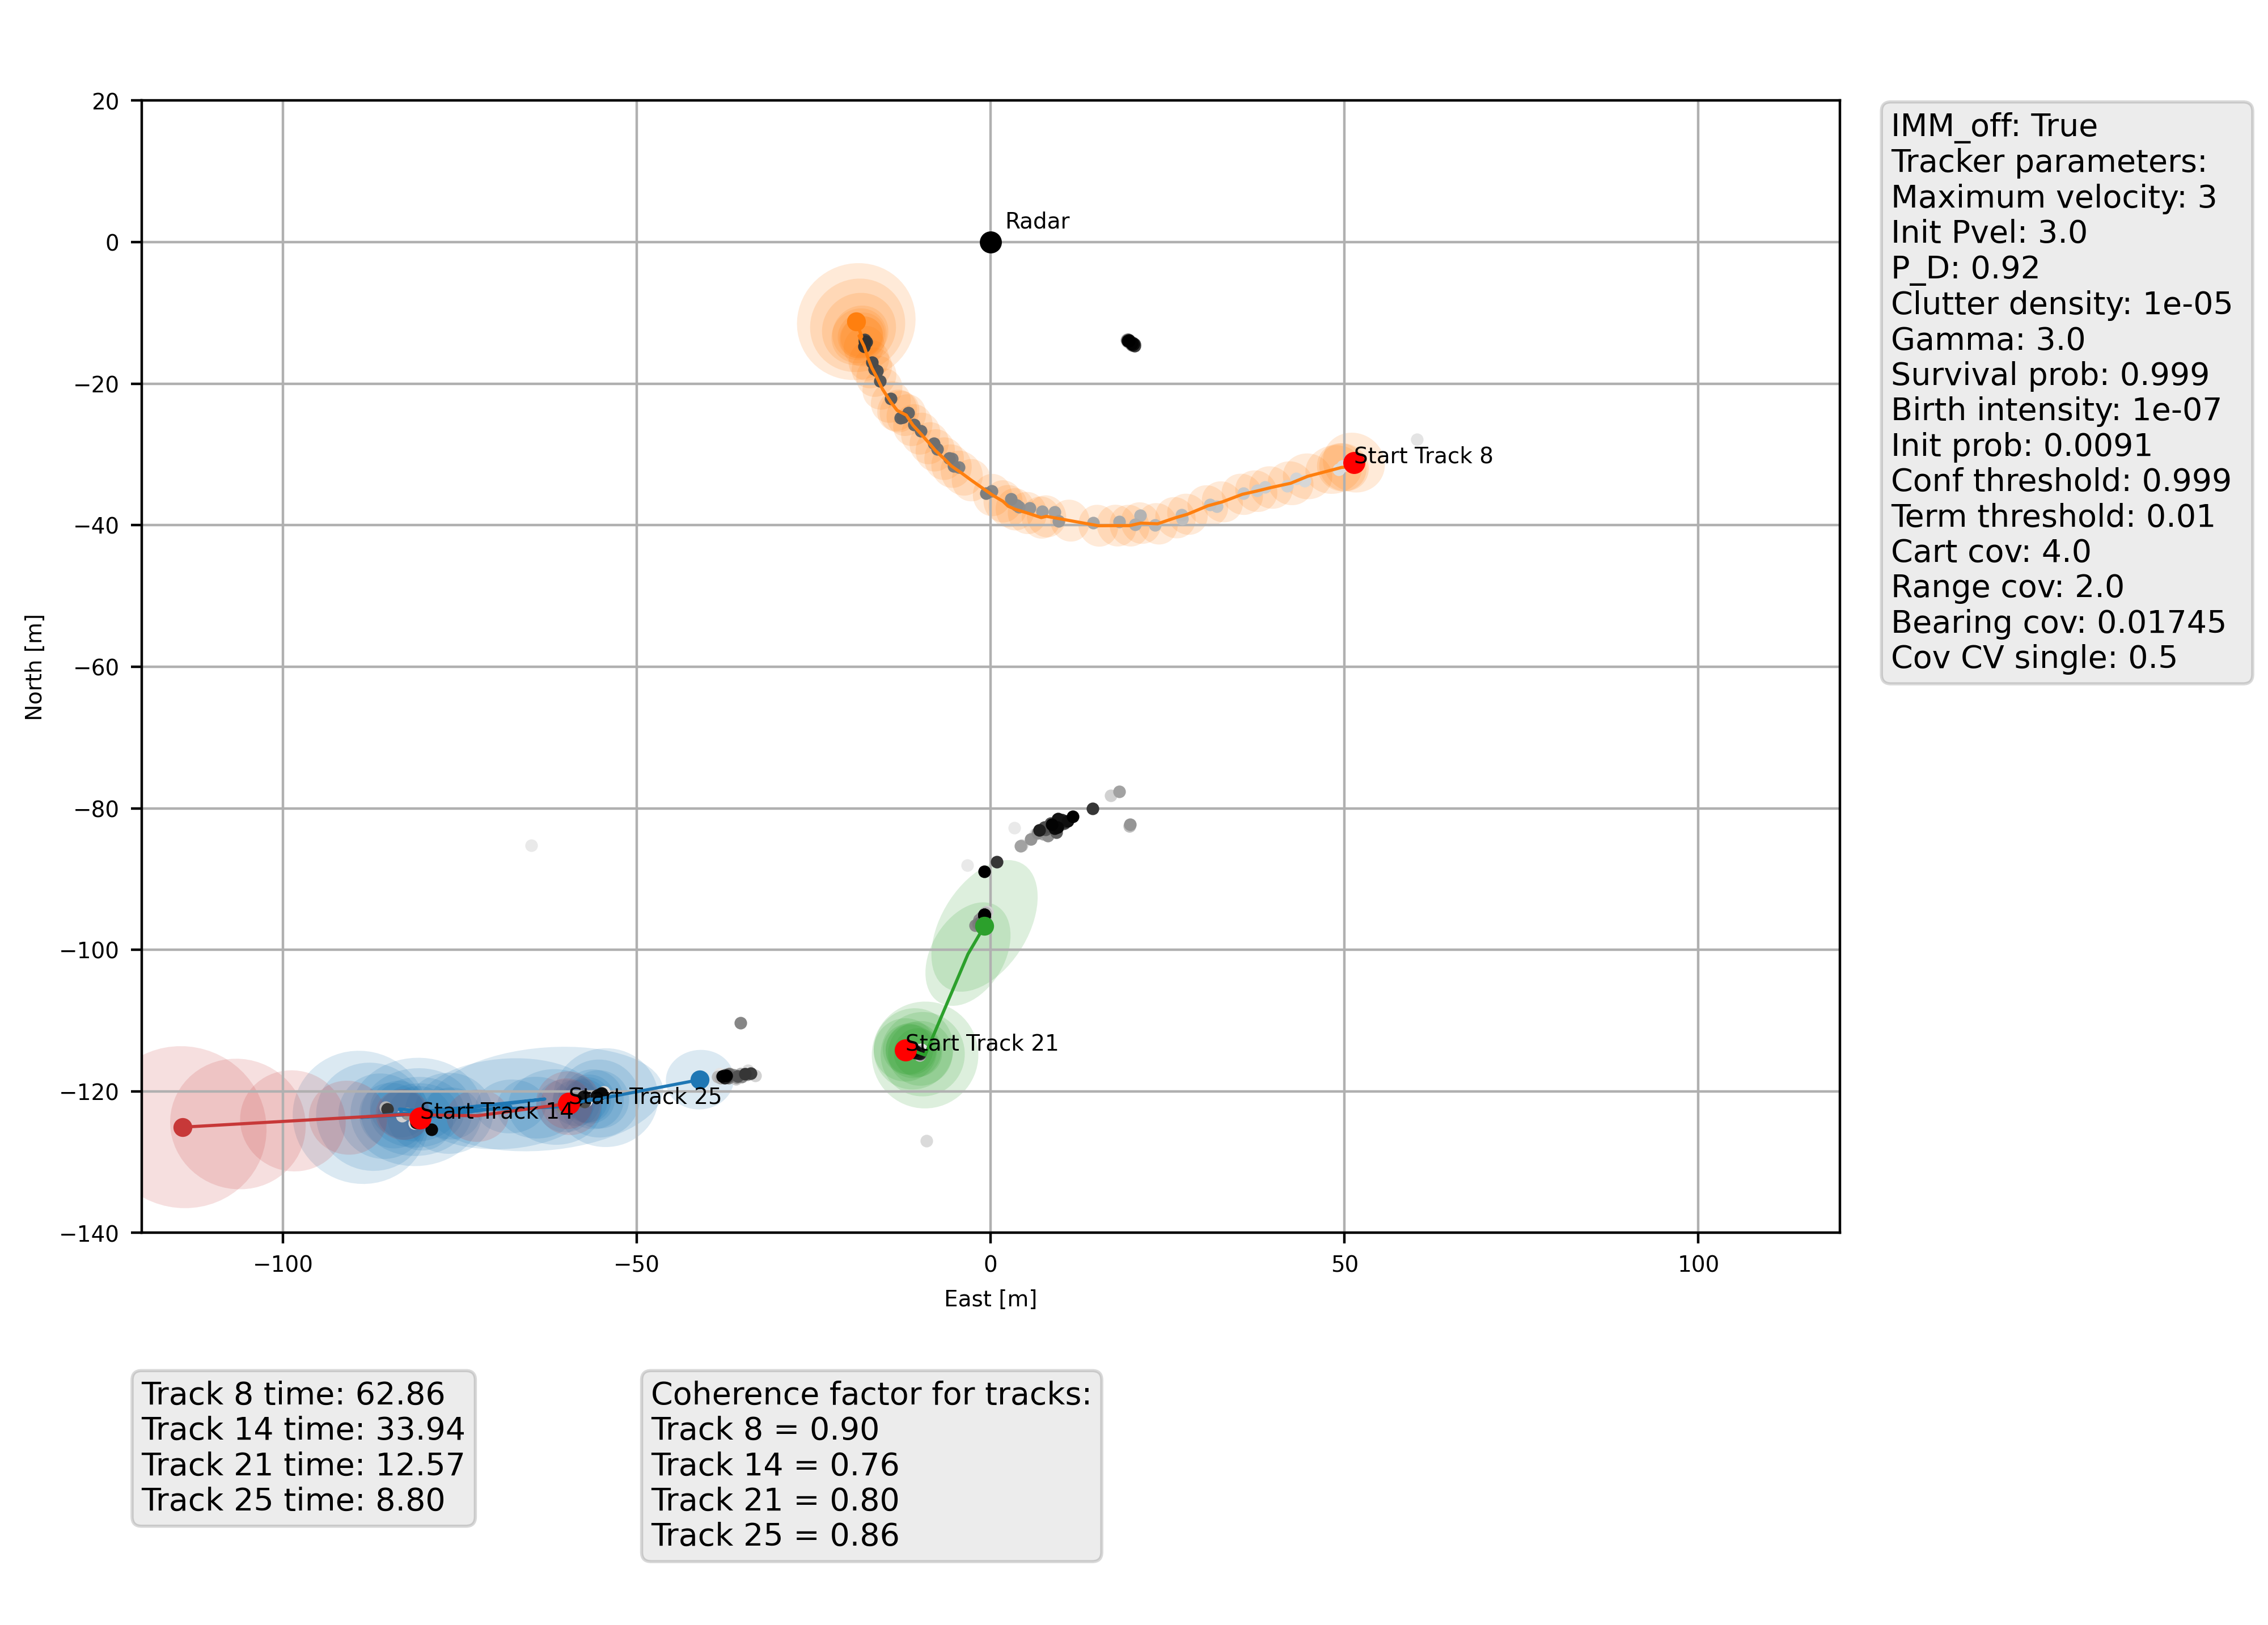 20
0
−20
−40
−60
−80
−100
−120
−140
North [m]
Radar
Start Track 8
Start Track 21
Start Track 25
Start Track 14
−100
−50
0
50
100
East [m]
IMM_off: True
Tracker parameters:
Maximum velocity: 3
Init Pvel: 3.0
P_D: 0.92
Clutter density: 1e-05
Gamma: 3.0
Survival prob: 0.999
Birth intensity: 1e-07
Init prob: 0.0091
Conf threshold: 0.999
Term threshold: 0.01
Cart cov: 4.0
Range cov: 2.0
Bearing cov: 0.01745
Cov CV single: 0.5
Track 8 time: 62.86
Track 14 time: 33.94
Track 21 time: 12.57
Track 25 time: 8.80
Coherence factor for tracks:
Track 8 = 0.90
Track 14 = 0.76
Track 21 = 0.80
Track 25 = 0.86